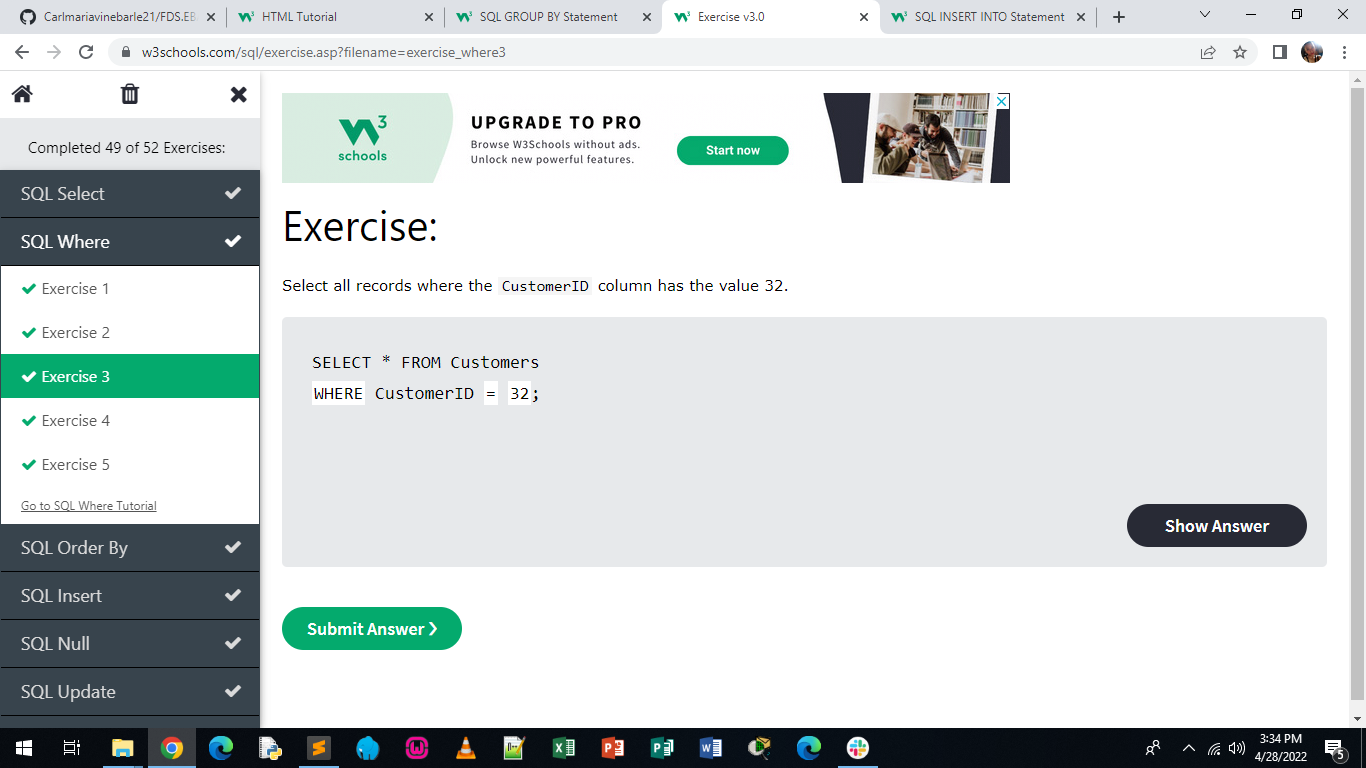 Carlmariavinebarle21/FDS.EB
HTML Tutorial
SQL GROUP BY Statement
Exercise v3.0
SQL INSERT INTO Statement
w3schools.com/sql/exercise.asp?filename=exercise_where3
Completed 49 of 52 Exercises:
SQL Select
SQL Where
Exercise 1
Exercise 2
Exercise 3
Exercise 4
Exercise 5
Go to SQL Where Tutorial
SQL Order By
SQL Insert
SQL Null
SQL Update
W3
schools
UPGRADE TO PRO
Browse W3Schools without ads.
Unlock new powerful features.
Start now
Exercise:
Select all records where the CustomerID column has the value 32.
SELECT * FROM Customers
WHERE CustomerID = 32;
Show Answer
Submit Answer ❯
3:34 PM
4/28/2022
5